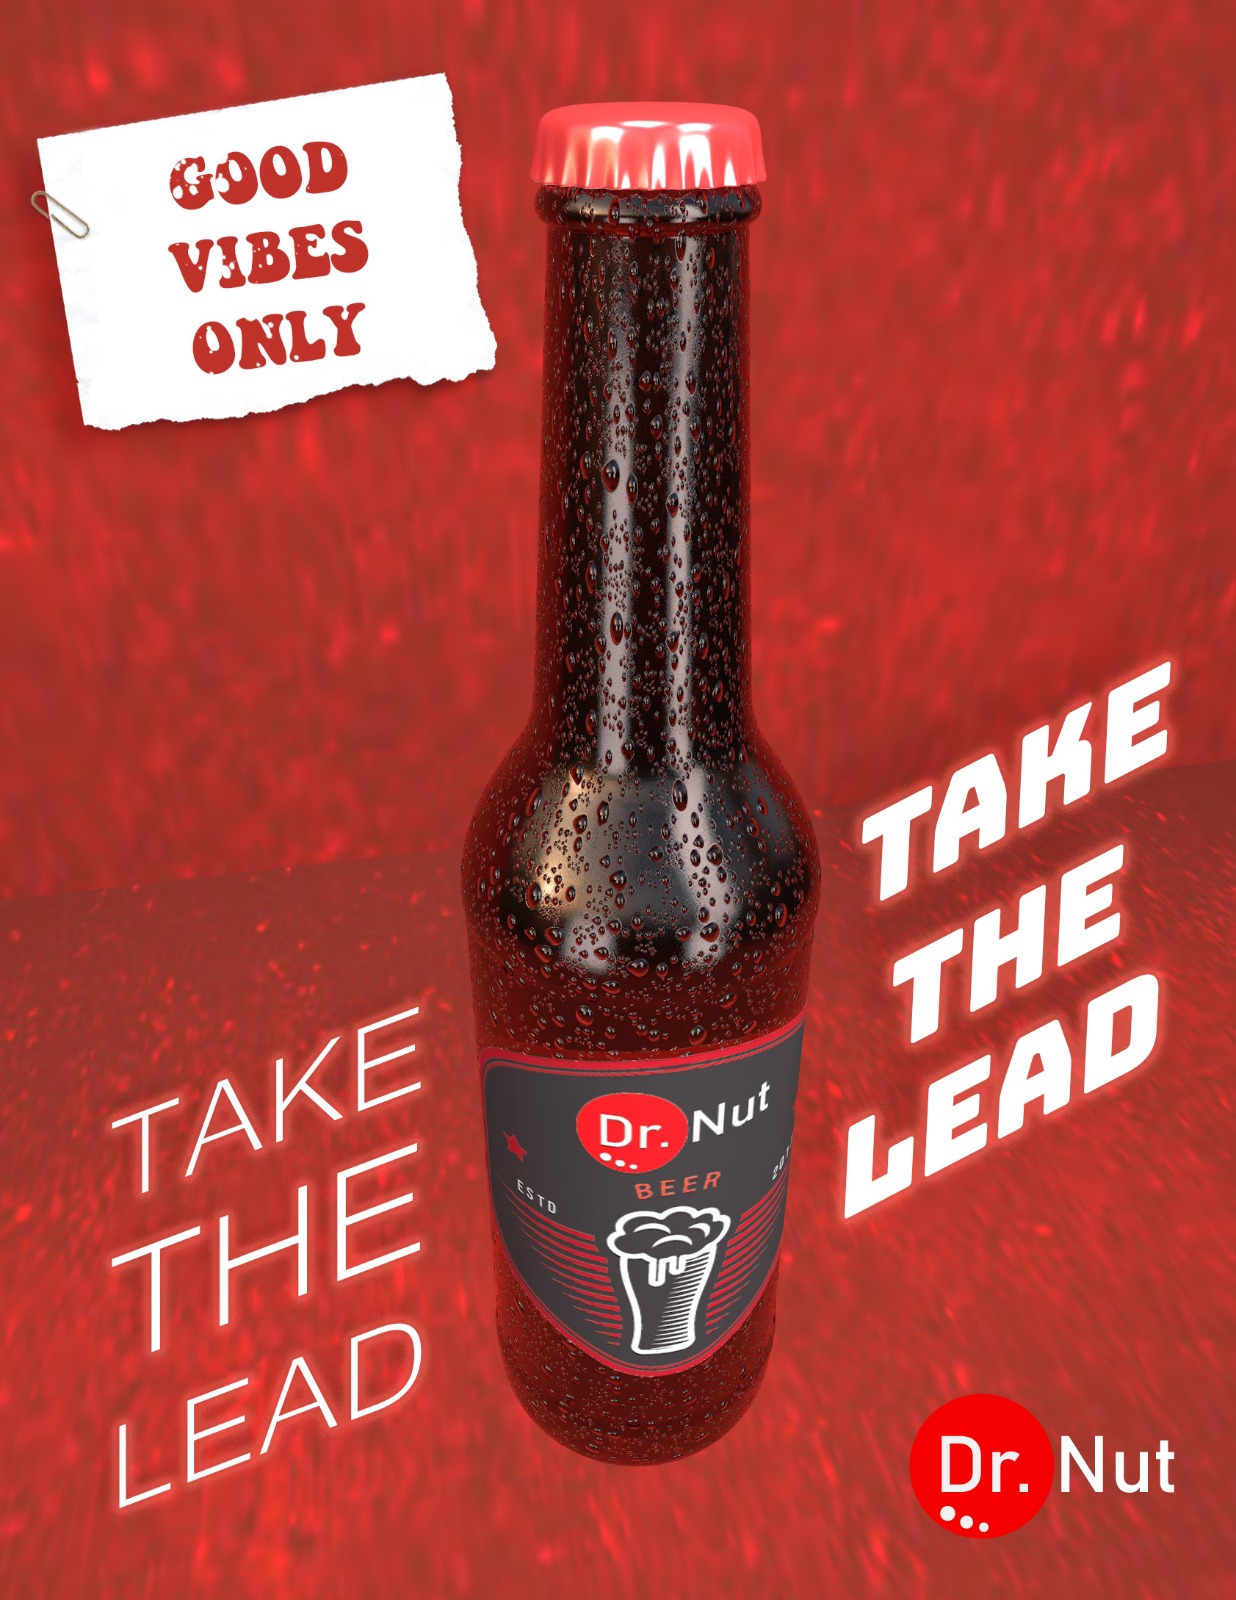 GOOD
VIBES
ONLY
TAKE
THE
LEAD
TAKE
THE
LEAD
Dr. Nut
BEER
ESTD
Dr. Nut